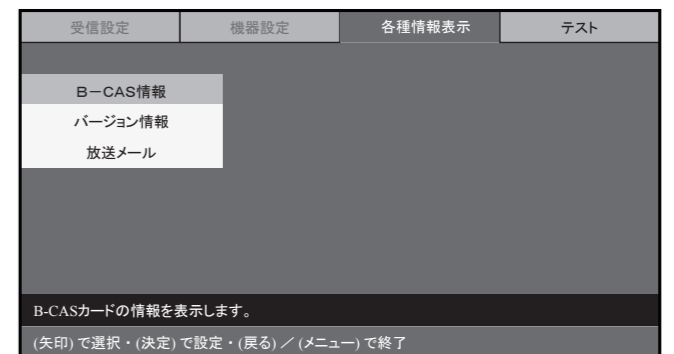 受信設定 機器設定 各種情報表示 テスト
B－CAS情報
バージョン情報
放送メール
B-CASカードの情報を表示します。
(矢印) で選択・(決定) で設定・(戻る) ／ (メニュー) で終了